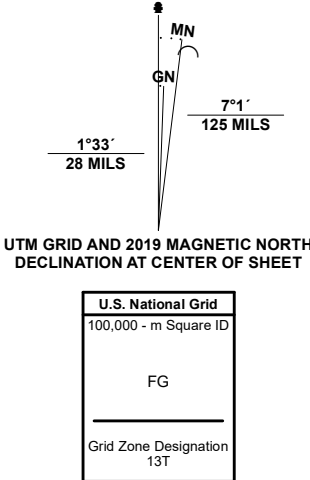 MN
GN
7°1´
125 MILS
1°33´
28 MILS
UTM GRID AND 2019 MAGNETIC NORTH
DECLINATION AT CENTER OF SHEET
U.S. National Grid
100,000 - m Square ID
FG
Grid Zone Designation
13T